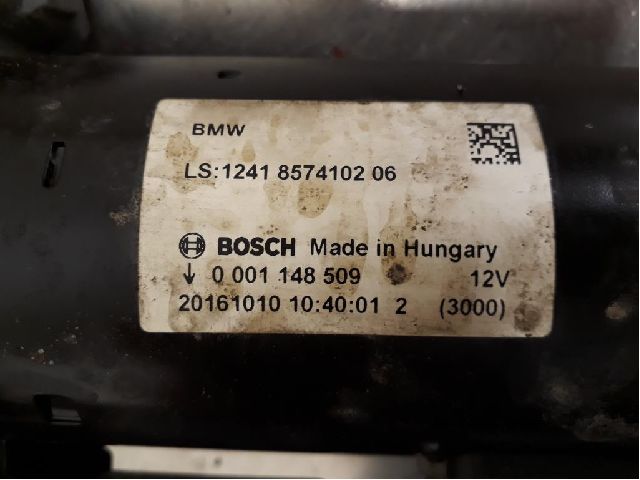 BMW
LS:1241 8574102 06
BOSCH Made in Hungary
↓ 0 001 148 509 12V
20161010 10:40:01 2 (3000)